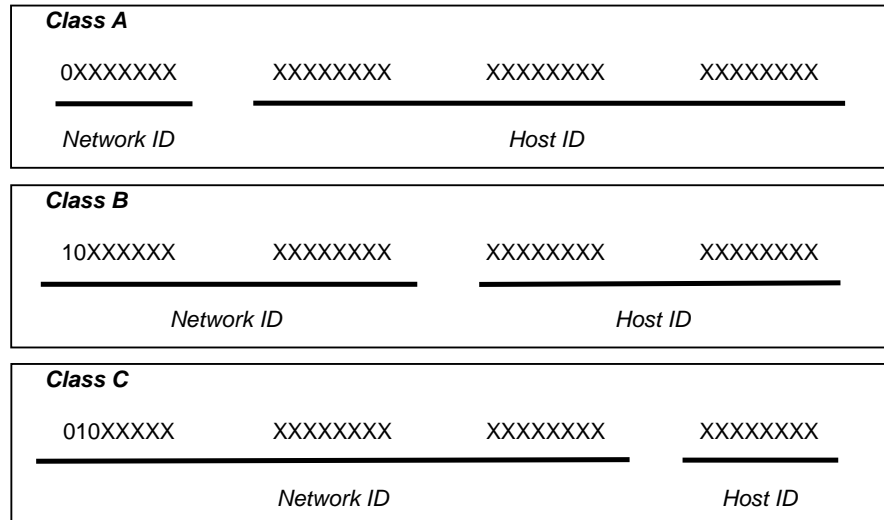 Class A
0XXXXXXX XXXXXXXX XXXXXXXX XXXXXXXX
Network ID Host ID
Class B
10XXXXXX XXXXXXXX XXXXXXXX XXXXXXXX
Network ID Host ID
Class C
010XXXXX XXXXXXXX XXXXXXXX XXXXXXXX
Network ID Host ID